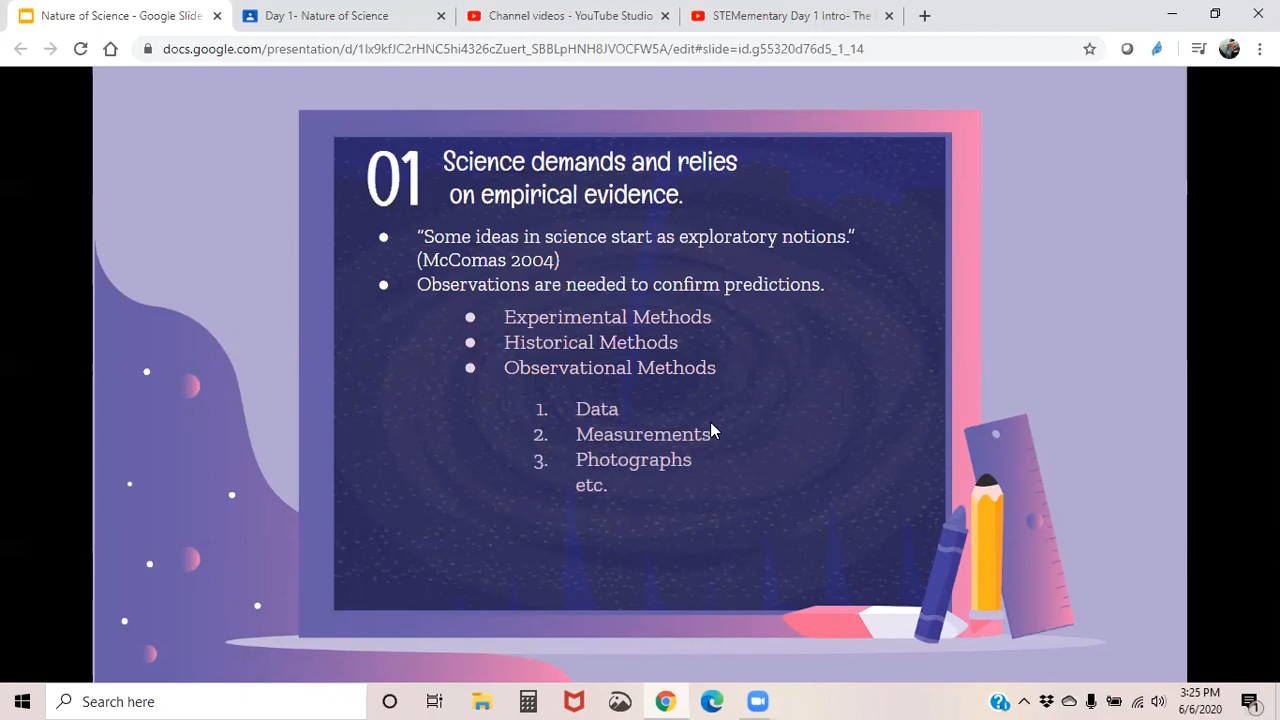 Nature of Science - Google Slide
Day 1 - Nature of Science
Channel videos - YouTube Studio
STEMementary Day 1 Intro- The
docs.google.com/presentation/d/1Ix9kfJC2rHNC5hi4326cZuert_SBBLpHNH8JVOCFW5A/edit#slide=id.g55320d76d5_1_14
01
Science demands and relies
on empirical evidence.
● “Some ideas in science start as exploratory notions.”
(McComas 2004)
● Observations are needed to confirm predictions.
● Experimental Methods
● Historical Methods
● Observational Methods
1. Data
2. Measurements
3. Photographs
etc.
Search here
3:25 PM
6/6/2020